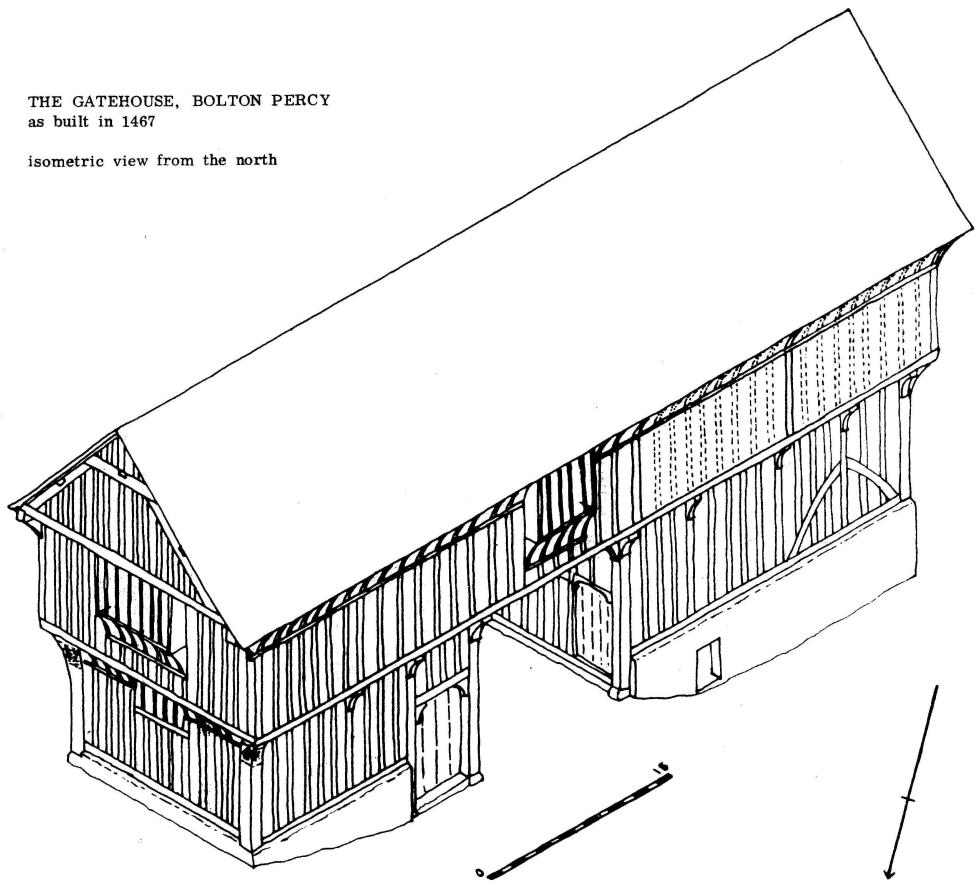 THE GATEHOUSE, BOLTON PERCY
as built in 1467
isometric view from the north
0
15